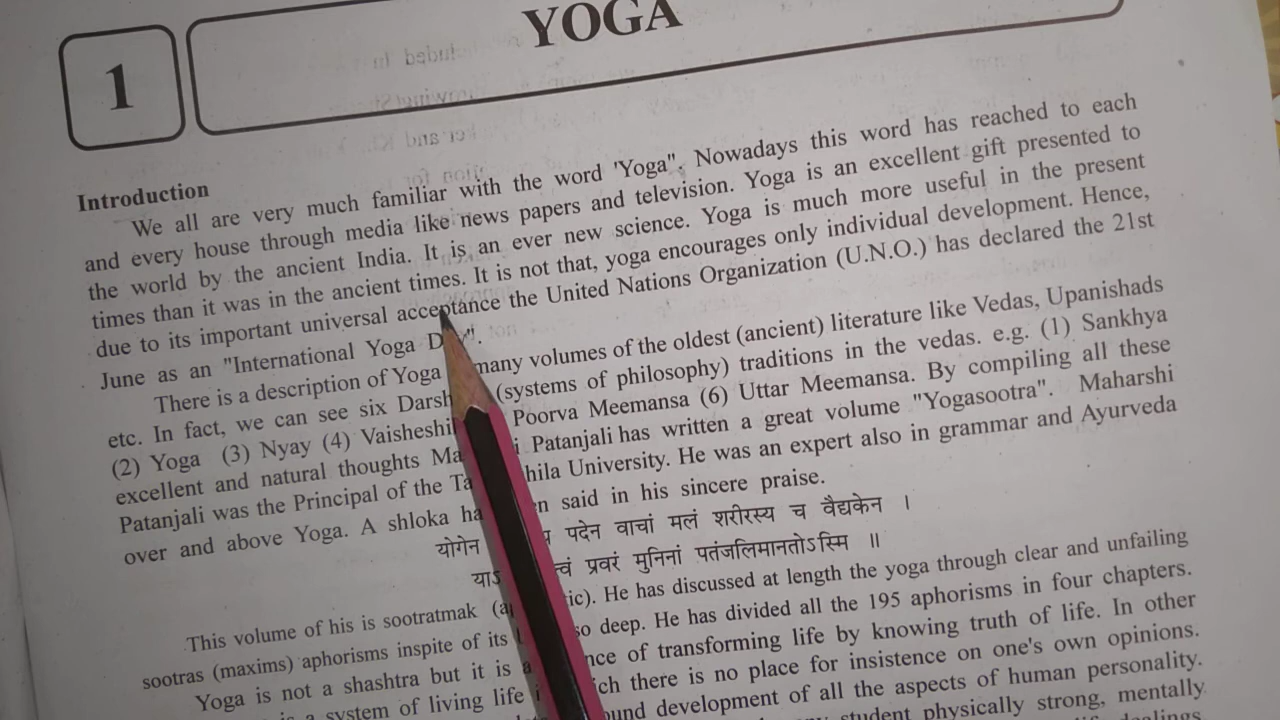 1
YOGA
Introduction
We all are very much familiar with the word 'Yoga". Nowadays this word has reached to each
and every house through media like news papers and television. Yoga is an excellent gift presented to
the world by the ancient India. It is an ever new science. Yoga is much more useful in the present
times than it was in the ancient times. It is not that, yoga encourages only individual development. Hence,
due to its important universal acceptance the United Nations Organization (U.N.O.) has declared the 21st
June as an "International Yoga
There is a description of Yoga many volumes of the oldest (ancient) literature like Vedas, Upanishads
etc. In fact, we can see six (systems of philosophy) traditions in the vedas. e.g. (1) Sankhya
(2) Yoga (3) Nyay (4) Poorva Meemansa (6) Uttar Meemansa. By compiling all these
excellent and natural thoughts Patanjali has written a great volume "Yogasootra". Maharshi
Patanjali was the Principal of the University. He was an expert also in grammar and Ayurveda
over and above Yoga. A shloka said in his sincere praise.
योगेन पदेन वाचां मलं शरीरस्य च वैद्यकेन ।
प्रवरं मुनिनां पतंजलिमानतोऽस्मि ॥
This volume of his is sootratmak He has discussed at length the yoga through clear and unfailing
sootras (maxims) aphorisms inspite of its so deep. He has divided all the 195 aphorisms in four chapters.
Yoga is not a shashtra but it is of transforming life by knowing truth of life. In other
system of living life there is no place for insistence on one's own opinions.
development of all the aspects of human personality.
student physically strong, mentally